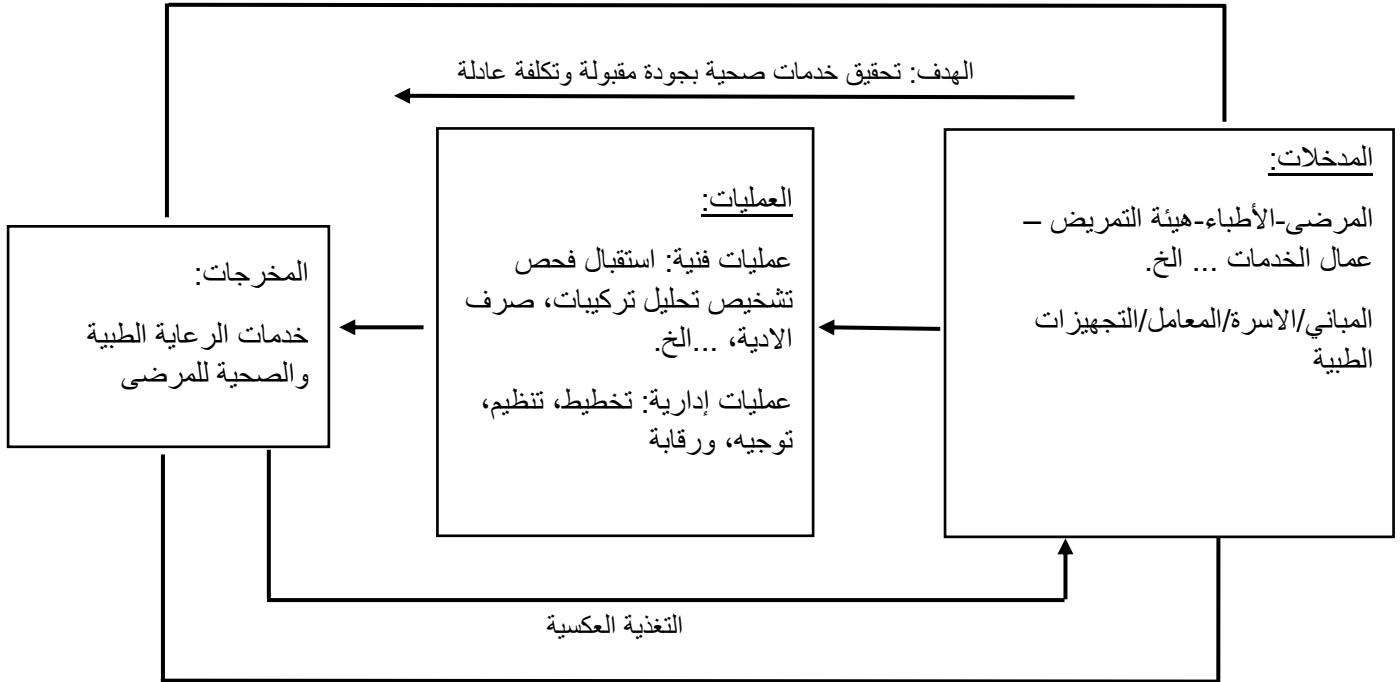 الهدف: تحقيق خدمات صحية بجودة مقبولة وتكلفة عادلة
المدخلات:
المرضى-الأطباء-هيئة التمريض –
عمال الخدمات ... الخ.
المباني/الاسرة/المعامل/التجهيزات
الطبية
العمليات:
عمليات فنية: استقبال فحص
تشخيص تحليل تركيبات، صرف
الادية، ...الخ.
عمليات إدارية: تخطيط، تنظيم،
توجيه، ورقابة
المخرجات:
خدمات الرعاية الطبية
والصحية للمرضى
التغذية العكسية